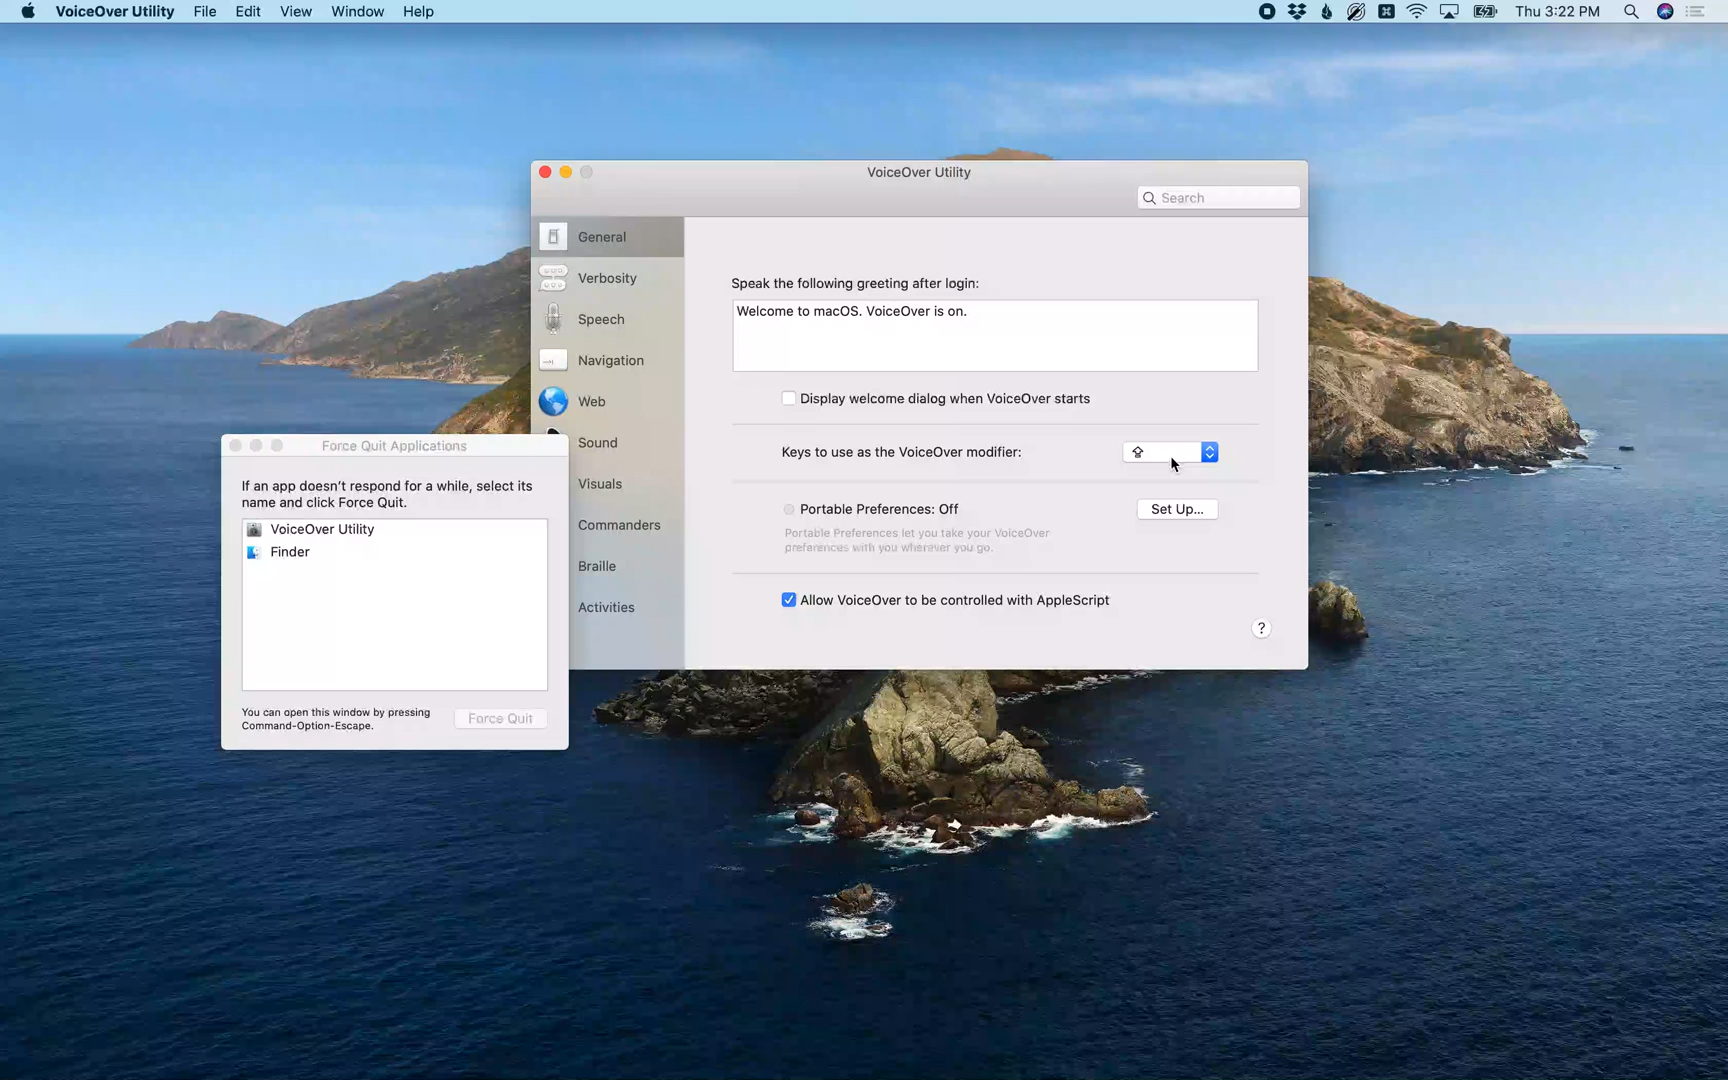 VoiceOver Utility File Edit View Window Help Thu 3:22 PM
VoiceOver Utility
Search
General
Verbosity
Speech
Navigation
Web
Sound
Visuals
Commanders
Braille
Activities
Speak the following greeting after login:
Welcome to macOS. VoiceOver is on.
Display welcome dialog when VoiceOver starts
Keys to use as the VoiceOver modifier:
Portable Preferences: Off
Set Up...
Portable Preferences let you take your VoiceOver
preferences with you wherever you go.
Allow VoiceOver to be controlled with AppleScript
?
Force Quit Applications
If an app doesn't respond for a while, select its
name and click Force Quit.
VoiceOver Utility
Finder
You can open this window by pressing
Command-Option-Escape.
Force Quit